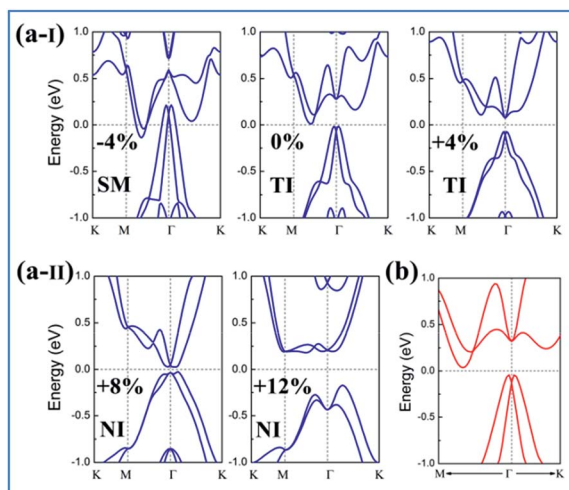 (a-I)
Energy (eV)
1.0
0.5
0.0
-0.5
-1.0
-4%
SM
K M Γ K
1.0
0.5
0.0
-0.5
-1.0
0%
TI
K M Γ K
Energy (eV)
1.0
0.5
0.0
-0.5
-1.0
+4%
TI
K M Γ K
(a-II)
Energy (eV)
1.0
0.5
0.0
-0.5
-1.0
+8%
NI
K M Γ K
1.0
0.5
0.0
-0.5
-1.0
+12%
NI
K M Γ K
(b)
Energy (eV)
1.0
0.5
0.0
-0.5
-1.0
M Γ K